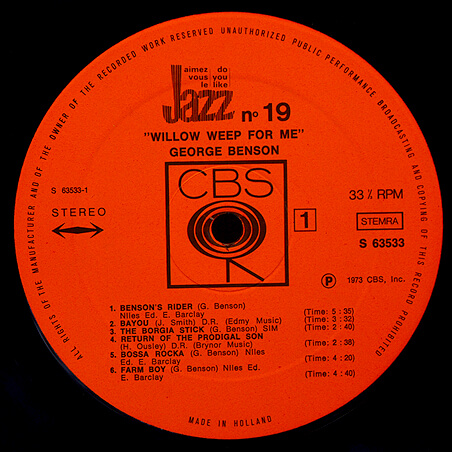 ALL RIGHTS OF THE MANUFACTURER AND OF THE OWNER OF THE RECORDED WORK RESERVED UNAUTHORIZED PUBLIC PERFORMANCE BROADCASTING AND COPYING OF THIS RECORD PROHIBITED
aimez do
vous you
le like
Jazz nº 19
"WILLOW WEEP FOR ME"
GEORGE BENSON
CBS
S 63533-1
33⅓ RPM
STEREO
1
STEMRA
S 63533
P 1973 CBS, Inc.
1. BENSON'S RIDER (G. Benson) (Time: 5 : 35)
Niles Ed. E. Barclay
2. BAYOU (J. Smith) D.R. (Edmy Music) (Time: 3 : 32)
3. THE BORGIA STICK (G. Benson) SIM (Time: 2 : 40)
4. RETURN OF THE PRODIGAL SON
(H. Ousley) D.R. (Brynor Music) (Time: 2 : 38)
5. BOSSA ROCKA (G. Benson) Niles (Time: 4 : 20)
Ed. E. Barclay
6. FARM BOY (G. Benson) Niles Ed. (Time: 4 : 40)
E. Barclay
MADE IN HOLLAND